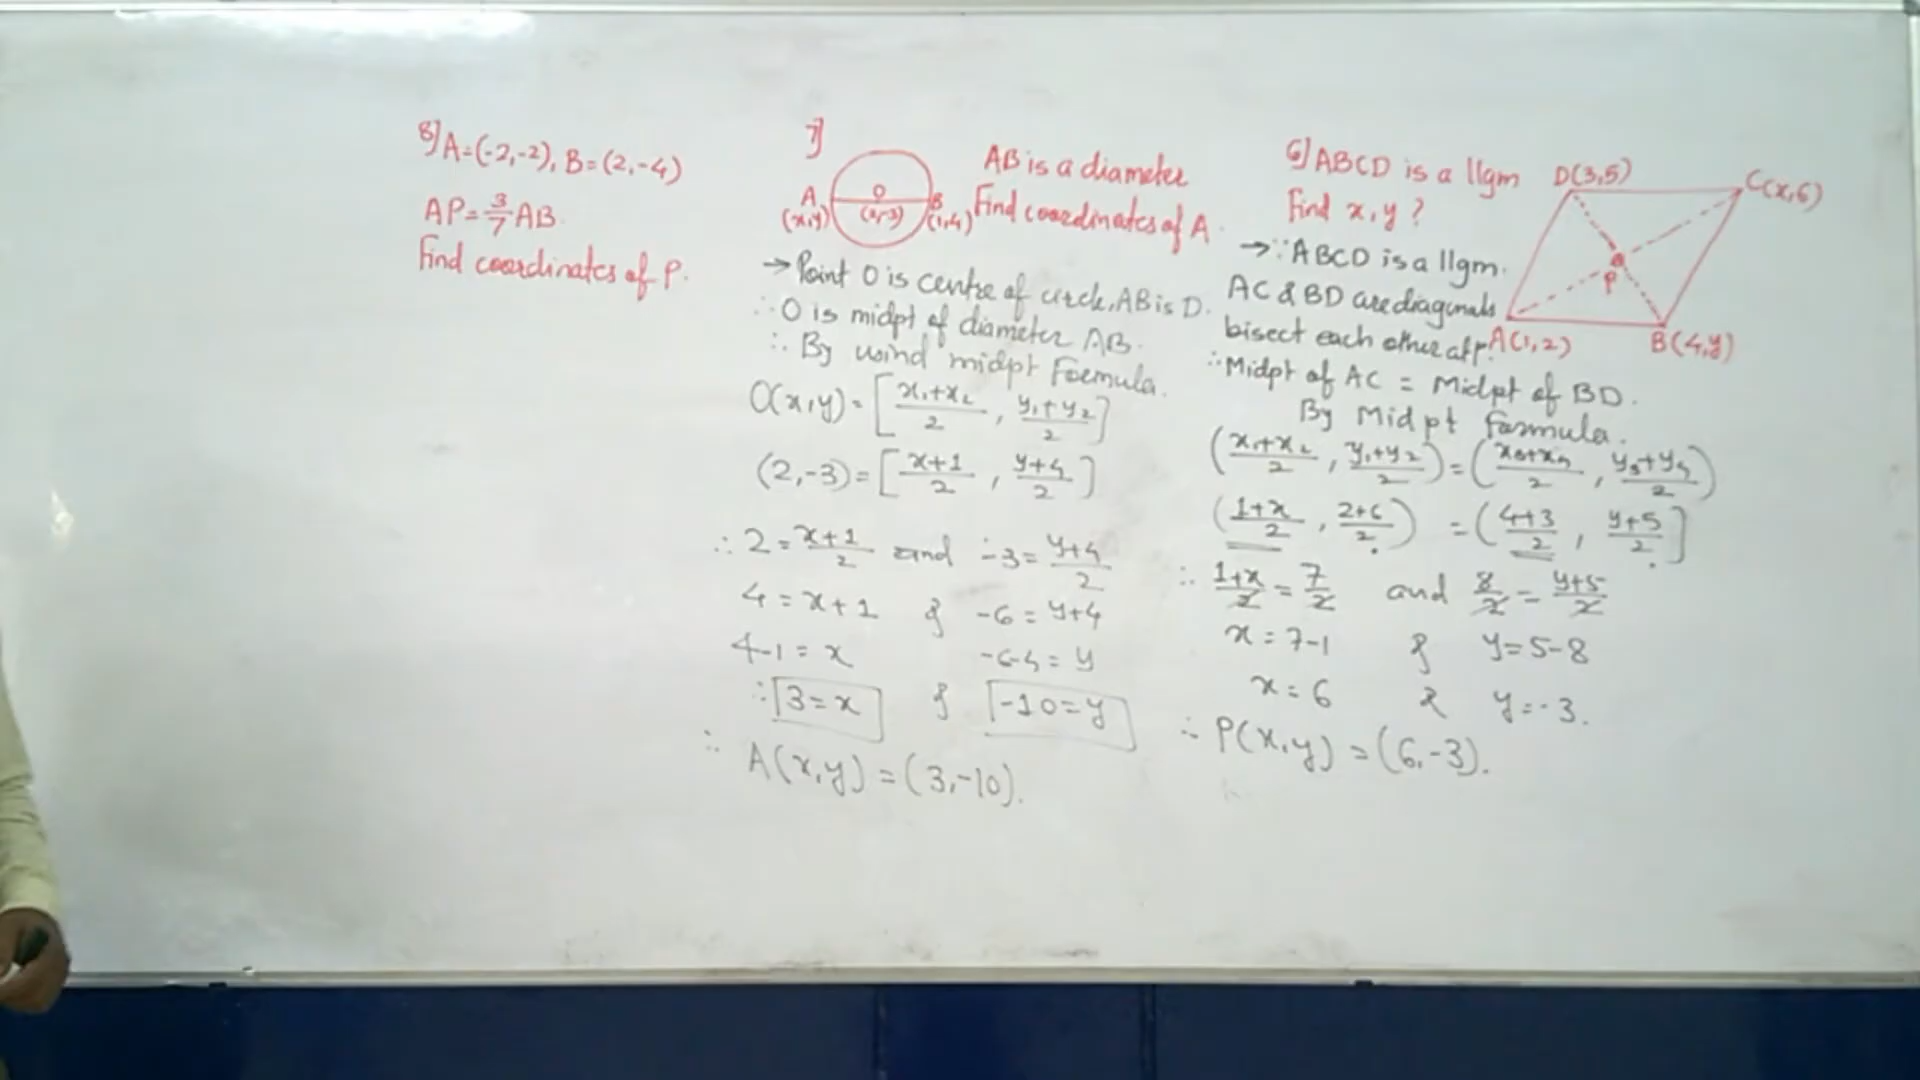 8] A=(-2,-2), B=(2,-4)
AP=3/7 AB.
Find coordinates of P.
7]
AB is a diameter
Find coordinates of A.
A
(x,y)
O
(2,-3)
B
(1,4)
→ Point O is centre of circle, AB is D.
∴ O is midpt of diameter AB.
∴ By usind midpt Formula.
O(x,y)=[x₁+x₂/2, y₁+y₂/2]
(2,-3)=[x+1/2, y+4/2]
∴ 2=x+1/2 and -3=y+4/2
4=x+1 & -6=y+4
4-1=x -6-4=y
∴ 3=x & -10=y
∴ A(x,y)=(3,-10).
6] ABCD is a llgm
Find x,y?
D(3,5)
C(x,6)
P
A(1,2)
B(4,y)
→ ∵ ABCD is a llgm.
AC & BD are diagonals
bisect each other at P.
∴ Midpt of AC = Midpt of BD.
By Mid pt formula.
(x₁+x₂/2, y₁+y₂/2)=(x₃+x₄/2, y₃+y₄/2)
(1+x/2, 2+6/2)=(4+3/2, y+5/2]
∴ 1+x/2=7/2 and 8/2=y+5/2
x=7-1 & y=5-8
x=6 & y=-3.
∴ P(x,y)=(6,-3).